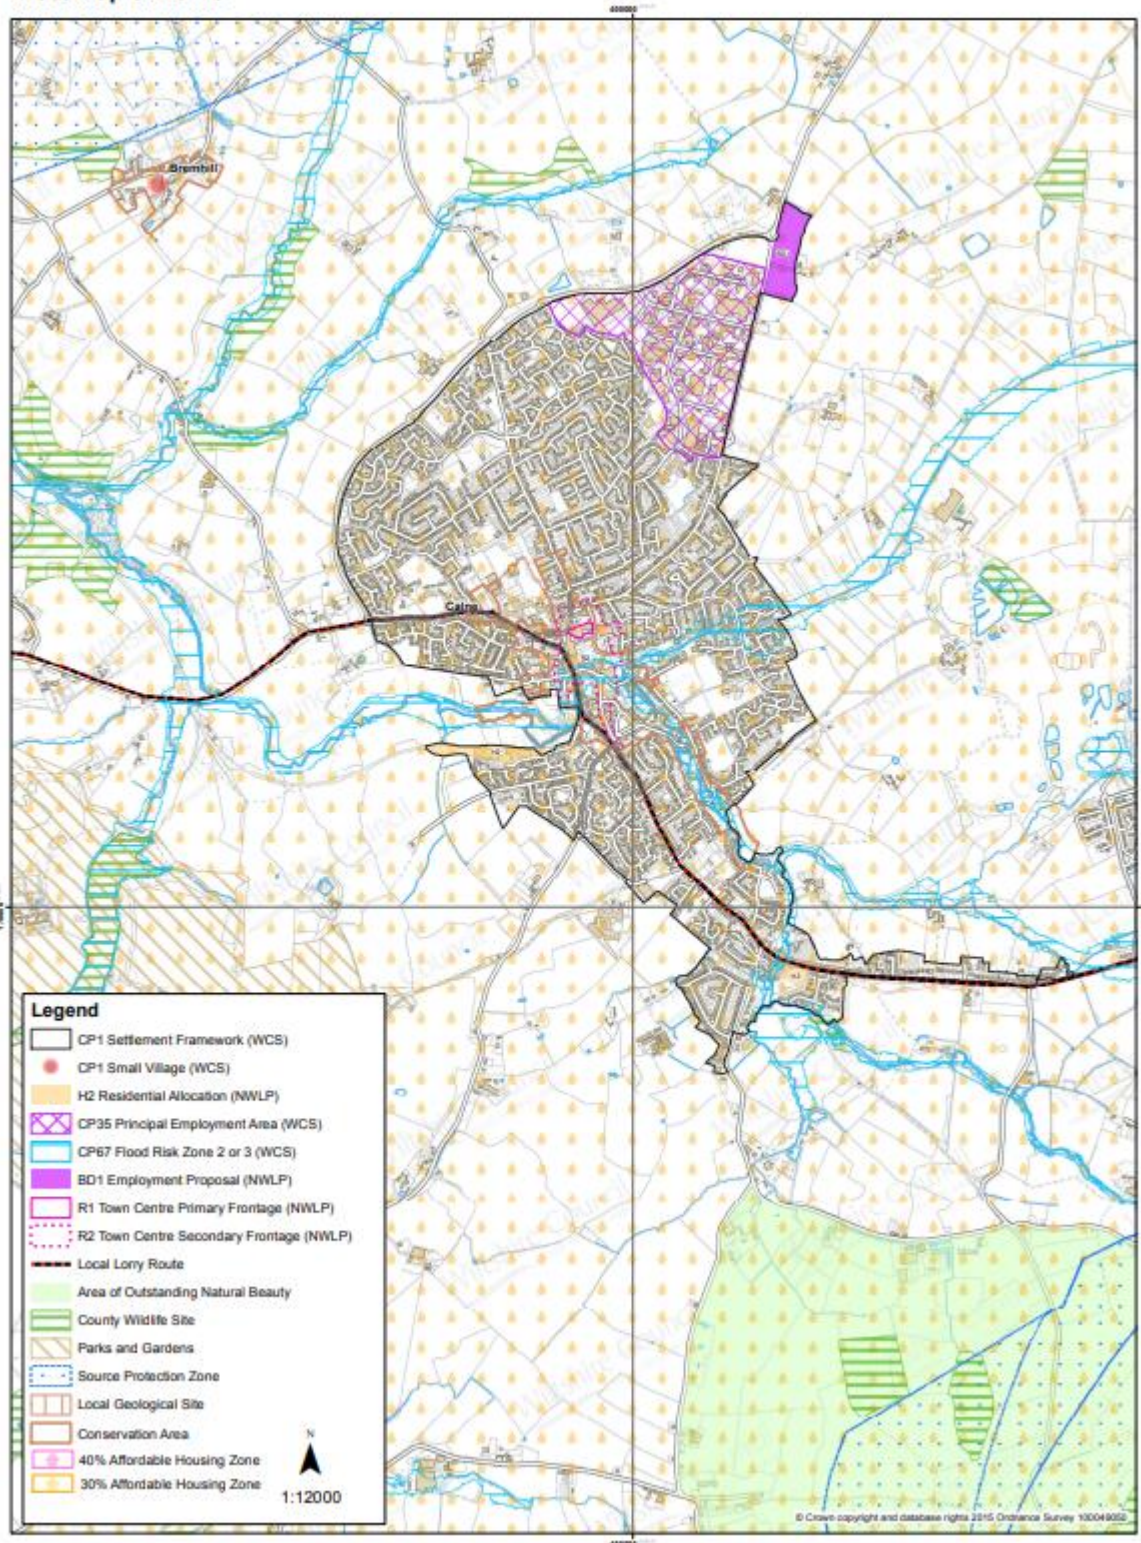 Bremhill
Calne
Legend
CP1 Settlement Framework (WCS)
CP1 Small Village (WCS)
H2 Residential Allocation (NWLP)
CP35 Principal Employment Area (WCS)
CP67 Flood Risk Zone 2 or 3 (WCS)
BD1 Employment Proposal (NWLP)
R1 Town Centre Primary Frontage (NWLP)
R2 Town Centre Secondary Frontage (NWLP)
Local Lorry Route
Area of Outstanding Natural Beauty
County Wildlife Site
Parks and Gardens
Source Protection Zone
Local Geological Site
Conservation Area
40% Affordable Housing Zone
30% Affordable Housing Zone
N
1:12000
© Crown copyright and database rights 2015 Ordnance Survey 100049050